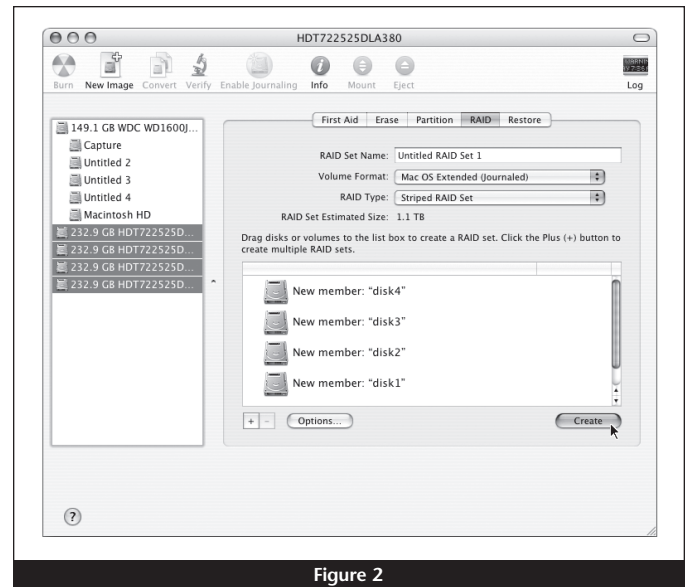 HDT722525DLA380
Burn New Image Convert Verify Enable Journaling Info Mount Eject Log
149.1 GB WDC WD1600J...
Capture
Untitled 2
Untitled 3
Untitled 4
Macintosh HD
232.9 GB HDT722525D...
232.9 GB HDT722525D...
232.9 GB HDT722525D...
232.9 GB HDT722525D...
First Aid Erase Partition RAID Restore
RAID Set Name: Untitled RAID Set 1
Volume Format: Mac OS Extended (Journaled)
RAID Type: Striped RAID Set
RAID Set Estimated Size: 1.1 TB
Drag disks or volumes to the list box to create a RAID set. Click the Plus (+) button to
create multiple RAID sets.
New member: “disk4”
New member: “disk3”
New member: “disk2”
New member: “disk1”
+ - Options... Create
?
Figure 2